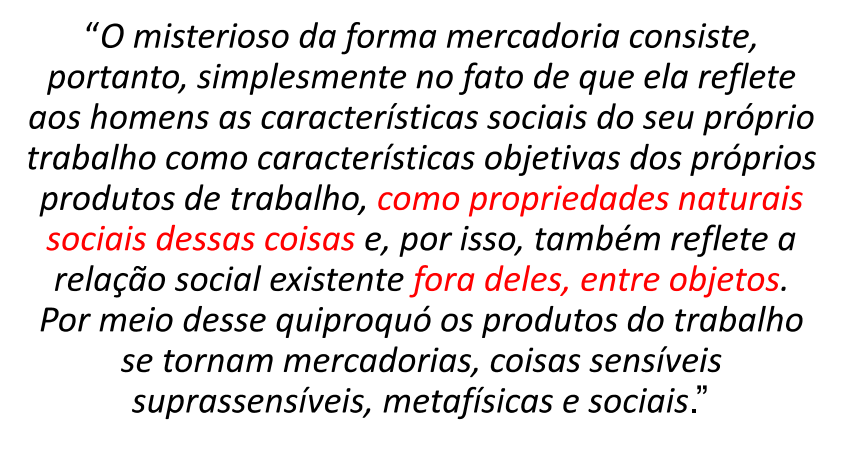 “O misterioso da forma mercadoria consiste,
portanto, simplesmente no fato de que ela reflete
aos homens as características sociais do seu próprio
trabalho como características objetivas dos próprios
produtos de trabalho, como propriedades naturais
sociais dessas coisas e, por isso, também reflete a
relação social existente fora deles, entre objetos.
Por meio desse quiproquó os produtos do trabalho
se tornam mercadorias, coisas sensíveis
suprassensíveis, metafísicas e sociais.”